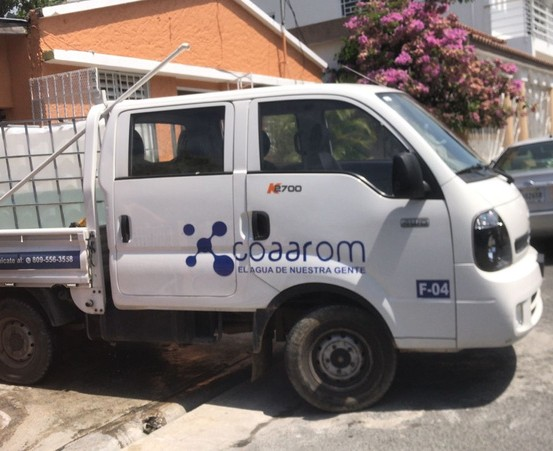 K2700
coaarom
EL AGUA DE NUESTRA GENTE
F-04